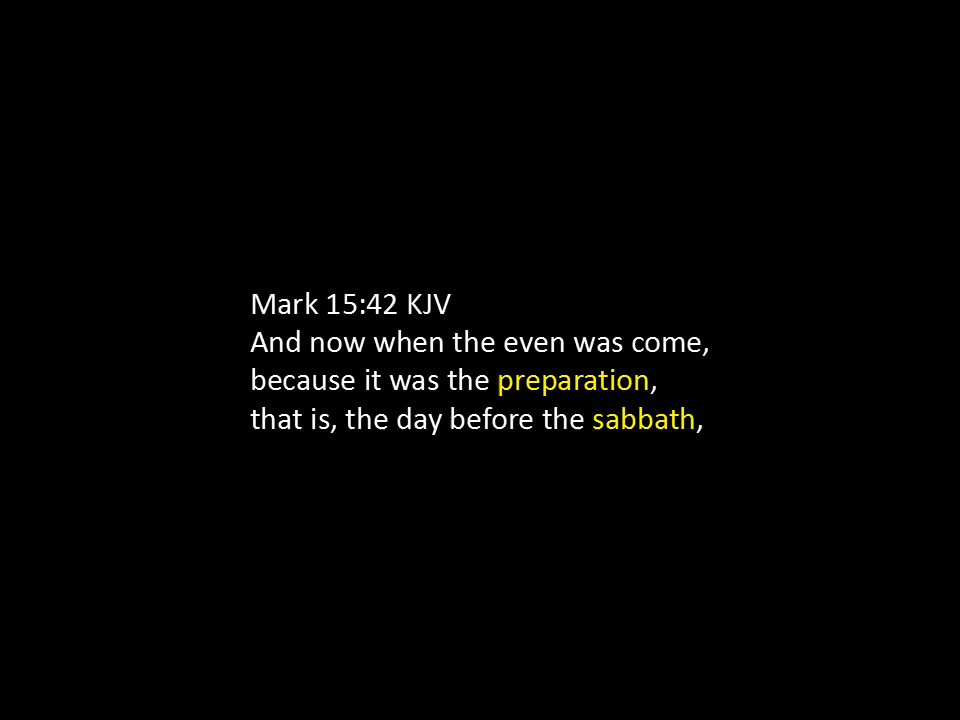 Mark 15:42 KJV
And now when the even was come,
because it was the preparation,
that is, the day before the sabbath,